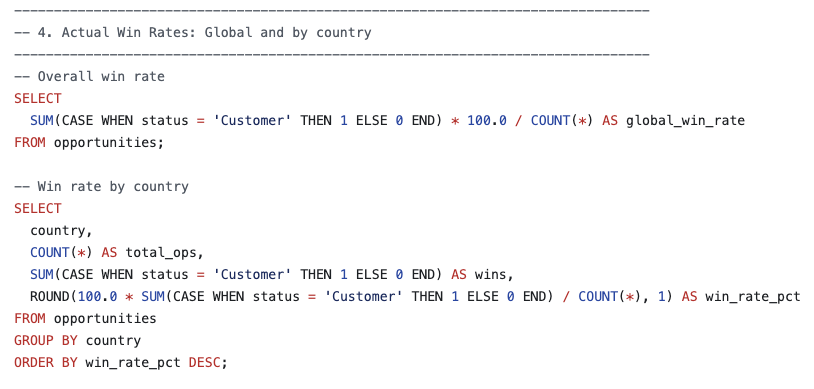 --------------------------------------------------------------------------------
-- 4. Actual Win Rates: Global and by country
--------------------------------------------------------------------------------
-- Overall win rate
SELECT
  SUM(CASE WHEN status = 'Customer' THEN 1 ELSE 0 END) * 100.0 / COUNT(*) AS global_win_rate
FROM opportunities;

-- Win rate by country
SELECT
  country,
  COUNT(*) AS total_ops,
  SUM(CASE WHEN status = 'Customer' THEN 1 ELSE 0 END) AS wins,
  ROUND(100.0 * SUM(CASE WHEN status = 'Customer' THEN 1 ELSE 0 END) / COUNT(*), 1) AS win_rate_pct
FROM opportunities
GROUP BY country
ORDER BY win_rate_pct DESC;